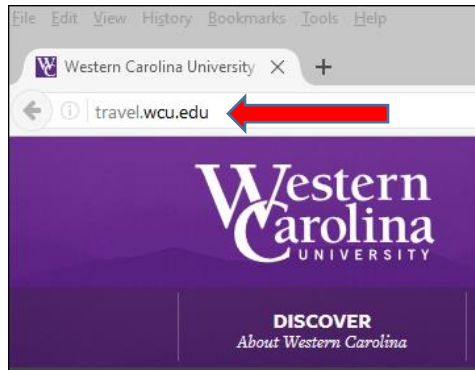 File Edit View History Bookmarks Tools Help
Western Carolina University
travel.wcu.edu
Western
Carolina
UNIVERSITY
DISCOVER
About Western Carolina